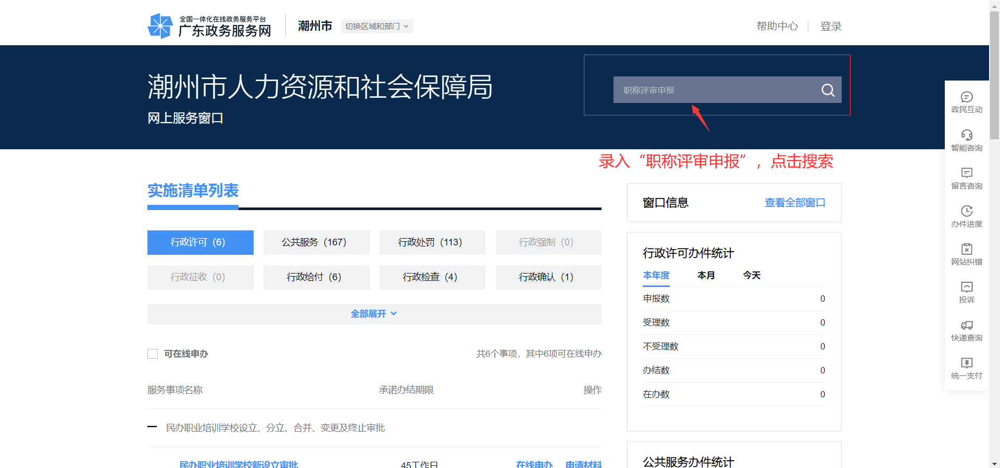 全国一体化在线政务服务平台
广东政务服务网
潮州市
切换区域和部门
帮助中心
登录
潮州市人力资源和社会保障局
网上服务窗口
职称评审申报
录入“职称评审申报”，点击搜索
政民互动
智能咨询
留言咨询
办件进度
网站纠错
投诉
快递查询
统一支付
实施清单列表
行政许可（6） 公共服务（167） 行政处罚（113） 行政强制（0）
行政征收（0） 行政给付（6） 行政检查（4） 行政确认（1）
全部展开
可在线申办
共6个事项，其中6项可在线申办
服务事项名称 承诺办结期限 操作
民办职业培训学校设立、分立、合并、变更及终止审批
民办职业培训学校新设立审批 45工作日 在线申办 申请材料
窗口信息 查看全部窗口
行政许可办件统计
本年度 本月 今天
申报数 0
受理数 0
不受理数 0
办结数 0
在办数 0
公共服务办件统计